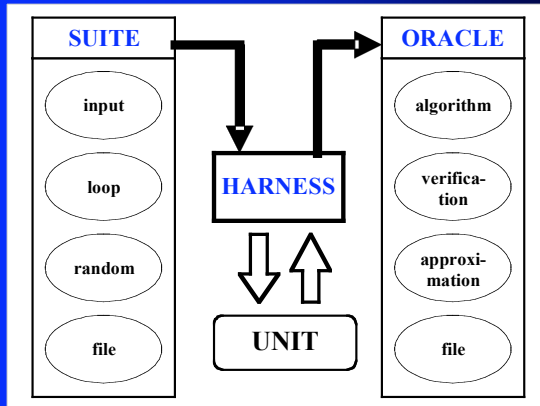 SUITE
input
loop
random
file
HARNESS
UNIT
ORACLE
algorithm
verifica-
tion
approxi-
mation
file